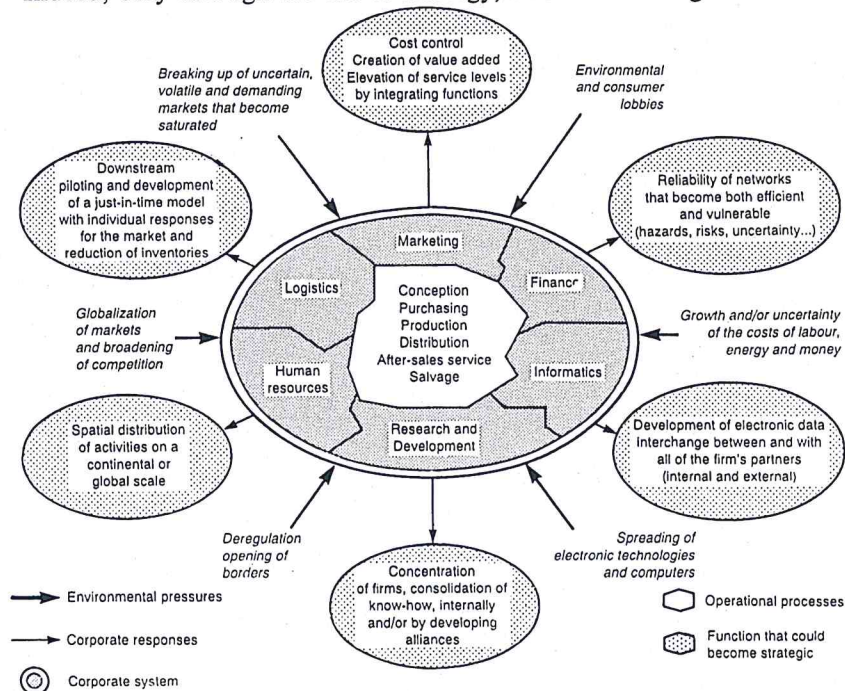 Cost control
Creation of value added
Elevation of service levels
by integrating functions
Breaking up of uncertain,
volatile and demanding
markets that become
saturated
Environmental
and consumer
lobbies
Downstream
piloting and development
of a just-in-time model
with individual responses
for the market and
reduction of inventories
Reliability of networks
that become both efficient
and vulnerable
(hazards, risks, uncertainty...)
Marketing
Logistics
Finance
Conception
Purchasing
Production
Distribution
After-sales service
Salvage
Globalization
of markets
and broadening
of competition
Growth and/or uncertainty
of the costs of labour,
energy and money
Human
resources
Informatics
Research and
Development
Spatial distribution
of activities on a
continental or
global scale
Development of electronic data
interchange between and with
all of the firm's partners
(internal and external)
Deregulation
opening of
borders
Spreading of
electronic technologies
and computers
Concentration
of firms, consolidation of
know-how, internally
and/or by developing
alliances
Environmental pressures
Corporate responses
Corporate system
Operational processes
Function that could
become strategic